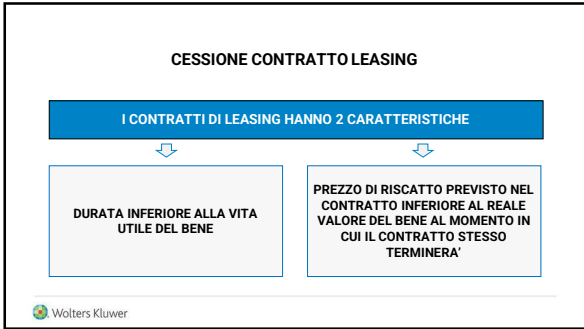 CESSIONE CONTRATTO LEASING
I CONTRATTI DI LEASING HANNO 2 CARATTERISTICHE
DURATA INFERIORE ALLA VITA
UTILE DEL BENE
PREZZO DI RISCATTO PREVISTO NEL
CONTRATTO INFERIORE AL REALE
VALORE DEL BENE AL MOMENTO IN
CUI IL CONTRATTO STESSO
TERMINERA’
Wolters Kluwer